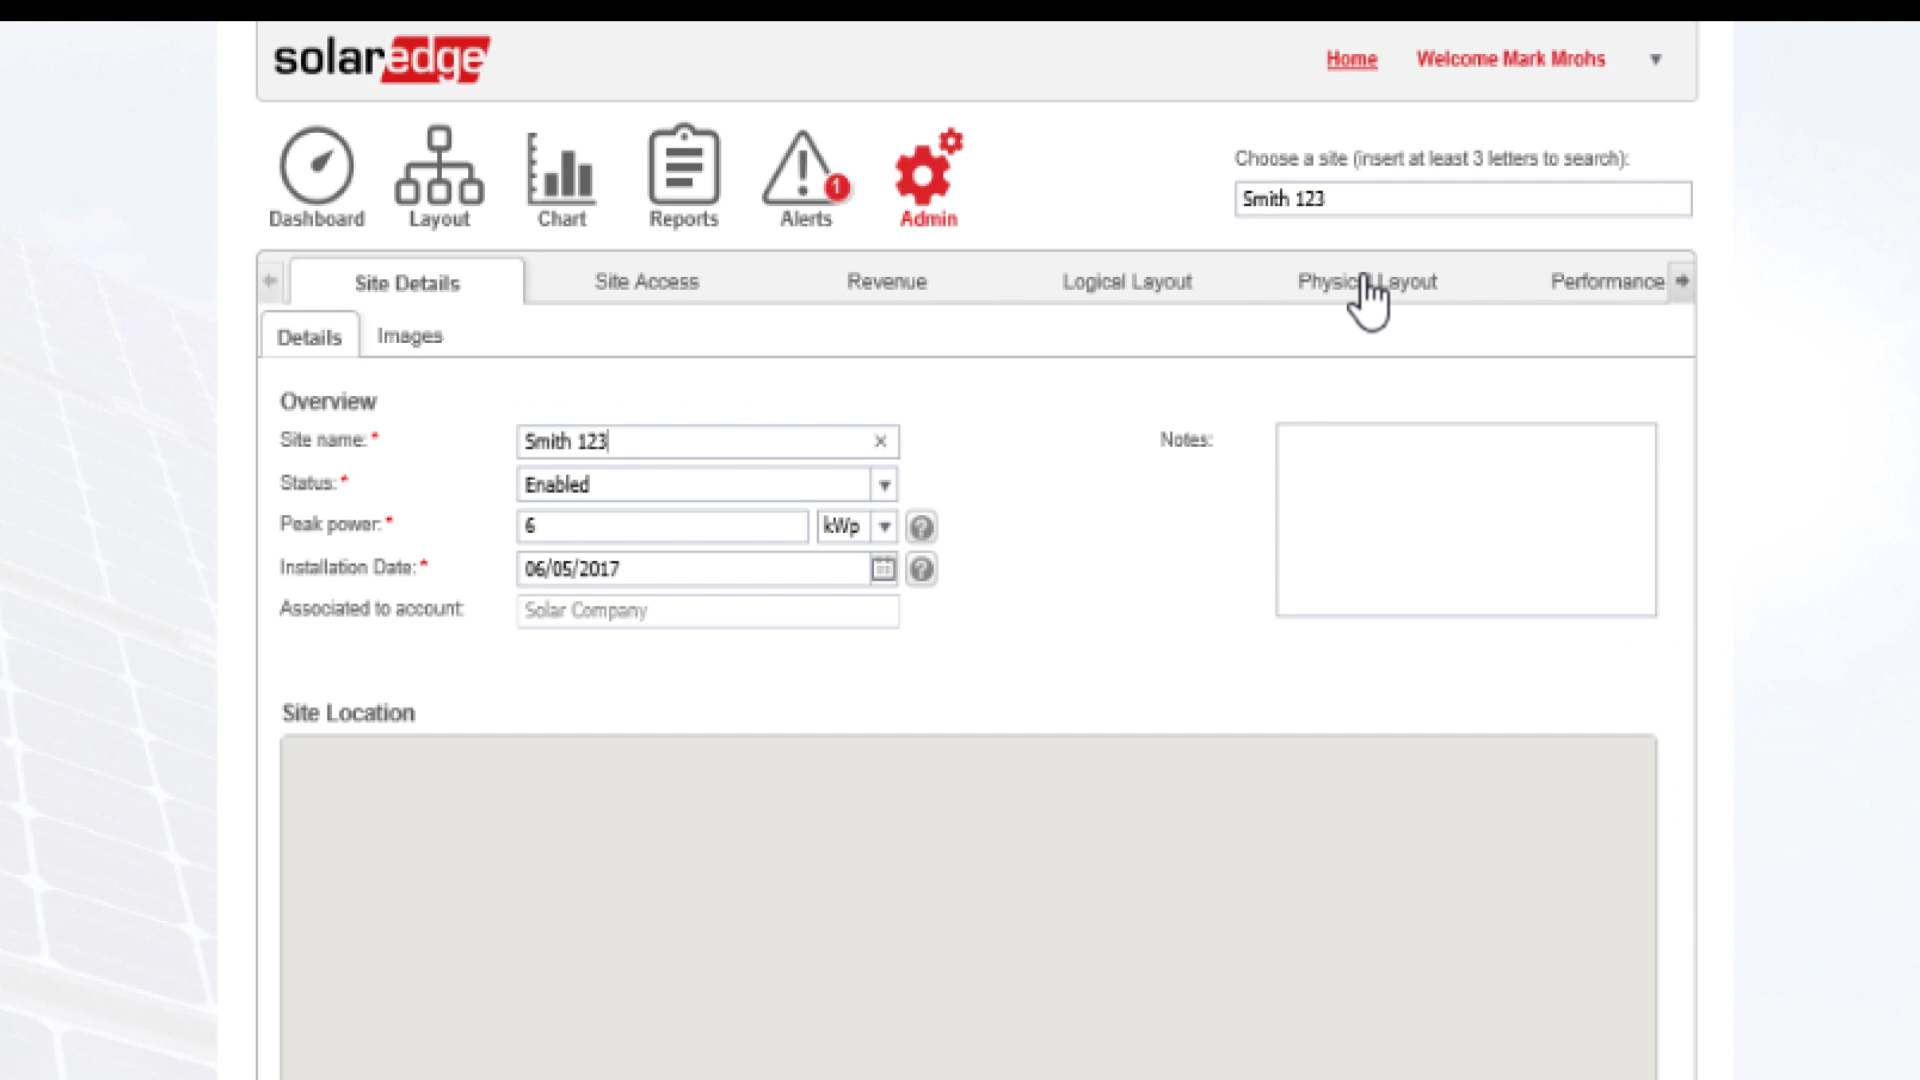 solaredge
Home Welcome Mark Mrohs
Dashboard Layout Chart Reports 1 Alerts Admin
Choose a site (insert at least 3 letters to search):
Smith 123
Site Details Site Access Revenue Logical Layout Physical Layout Performance
Details Images
Overview
Site name: * Smith 123 ×
Notes:
Status: * Enabled
Peak power: * 6 kWp ?
Installation Date: * 06/05/2017 ?
Associated to account: Solar Company
Site Location